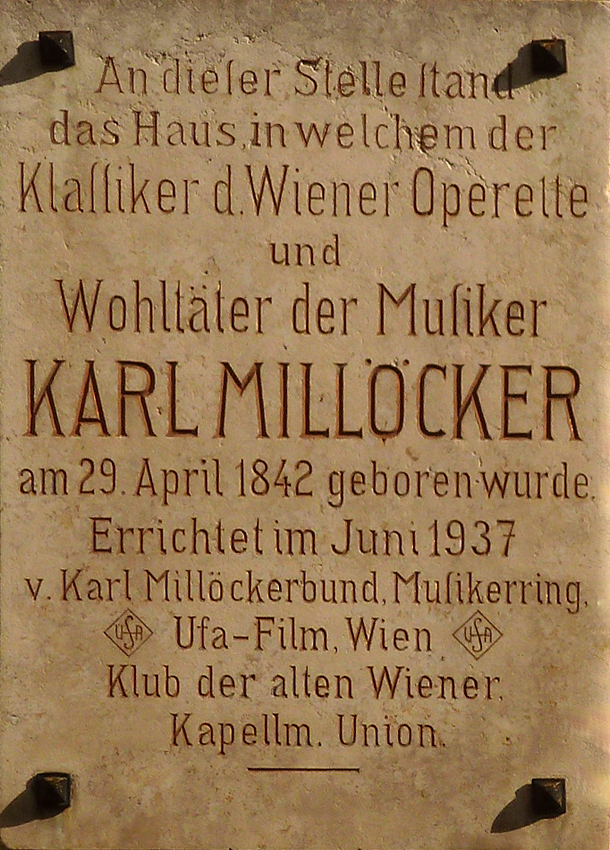 An dieſer Stelle ſtand
das Haus, in welchem der
Klaſſiker d. Wiener Operette
und
Wohltäter der Muſiker
KARL MILLÖCKER
am 29. April 1842 geboren wurde.
Errichtet im Juni 1937
v. Karl Millöckerbund, Muſikerring,
UFA Ufa-Film, Wien UFA
Klub der alten Wiener,
Kapellm. Union.